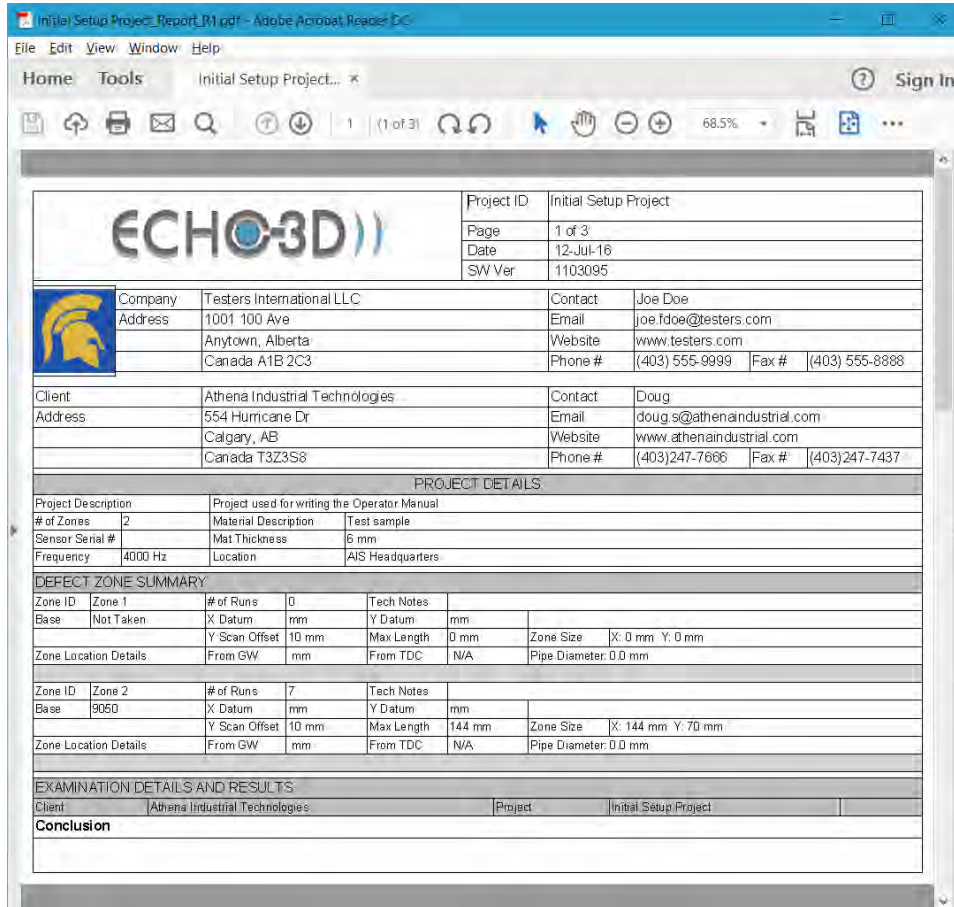 Initial Setup Project_Report_R1.pdf - Adobe Acrobat Reader DC
File Edit View Window Help
Home Tools Initial Setup Project... × ? Sign In
1 (1 of 3) 68.5%
ECHO-3D
Project ID Initial Setup Project
Page 1 of 3
Date 12-Jul-16
SW Ver 1103095
Company Testers International LLC Contact Joe Doe
Address 1001 100 Ave Email joe.fdoe@testers.com
Anytown, Alberta Website www.testers.com
Canada A1B 2C3 Phone # (403) 555-9999 Fax # (403) 555-8888
Client Athena Industrial Technologies Contact Doug
Address 554 Hurricane Dr Email doug.s@athenaindustrial.com
Calgary, AB Website www.athenaindustrial.com
Canada T3Z3S8 Phone # (403)247-7666 Fax # (403)247-7437
PROJECT DETAILS
Project Description Project used for writing the Operator Manual
# of Zones 2 Material Description Test sample
Sensor Serial # Mat Thickness 6 mm
Frequency 4000 Hz Location AIS Headquarters
DEFECT ZONE SUMMARY
Zone ID Zone 1 # of Runs 0 Tech Notes
Base Not Taken X Datum mm Y Datum mm
Y Scan Offset 10 mm Max Length 0 mm Zone Size X: 0 mm Y: 0 mm
Zone Location Details From GW mm From TDC N/A Pipe Diameter: 0.0 mm
Zone ID Zone 2 # of Runs 7 Tech Notes
Base 9050 X Datum mm Y Datum mm
Y Scan Offset 10 mm Max Length 144 mm Zone Size X: 144 mm Y: 70 mm
Zone Location Details From GW mm From TDC N/A Pipe Diameter: 0.0 mm
EXAMINATION DETAILS AND RESULTS
Client Athena Industrial Technologies Project Initial Setup Project
Conclusion